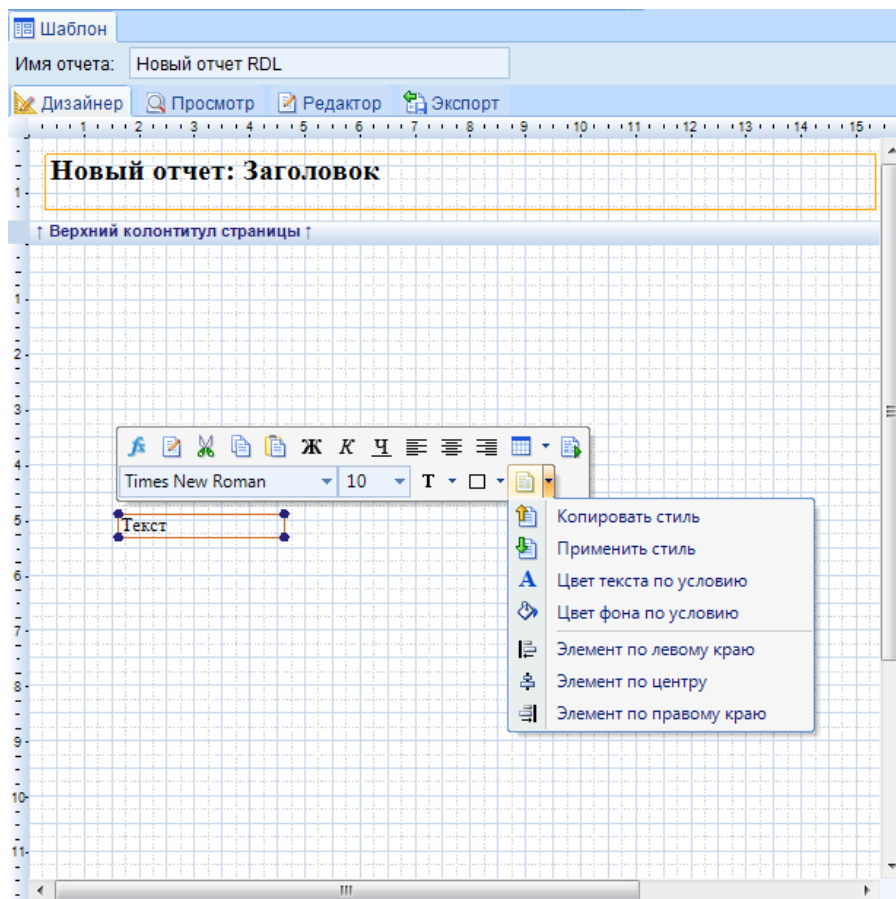 Шаблон
Имя отчета: Новый отчет RDL
Дизайнер Просмотр Редактор Экспорт
1 2 3 4 5 6 7 8 9 10 11 12 13 14 15
Новый отчет: Заголовок
1
↑ Верхний колонтитул страницы ↑
1
2
3
Ж К Ч
4
Times New Roman 10 T
5
Текст
Копировать стиль
Применить стиль
6
A Цвет текста по условию
Цвет фона по условию
7
Элемент по левому краю
8
Элемент по центру
Элемент по правому краю
9
10
11